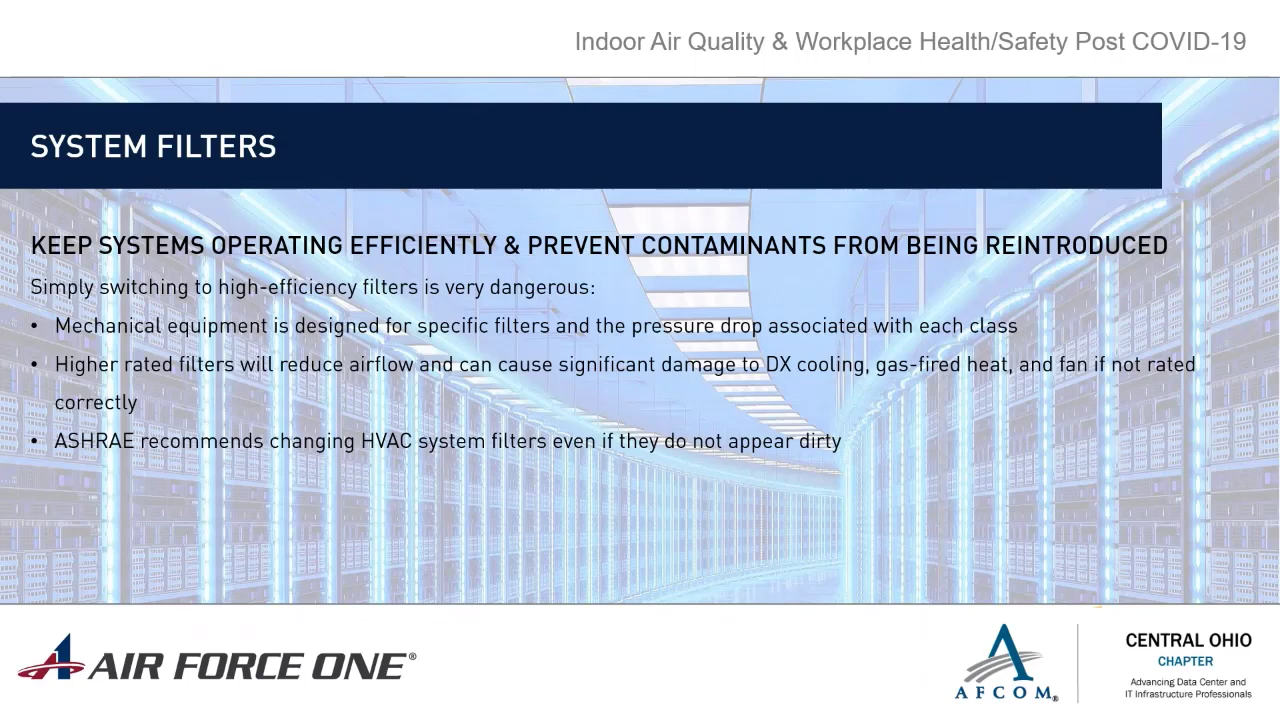 Indoor Air Quality & Workplace Health/Safety Post COVID-19
SYSTEM FILTERS
KEEP SYSTEMS OPERATING EFFICIENTLY & PREVENT CONTAMINANTS FROM BEING REINTRODUCED
Simply switching to high-efficiency filters is very dangerous:
• Mechanical equipment is designed for specific filters and the pressure drop associated with each class
• Higher rated filters will reduce airflow and can cause significant damage to DX cooling, gas-fired heat, and fan if not rated
correctly
• ASHRAE recommends changing HVAC system filters even if they do not appear dirty
AIR FORCE ONE®
AFCOM®
CENTRAL OHIO
CHAPTER
Advancing Data Center and
IT Infrastructure Professionals